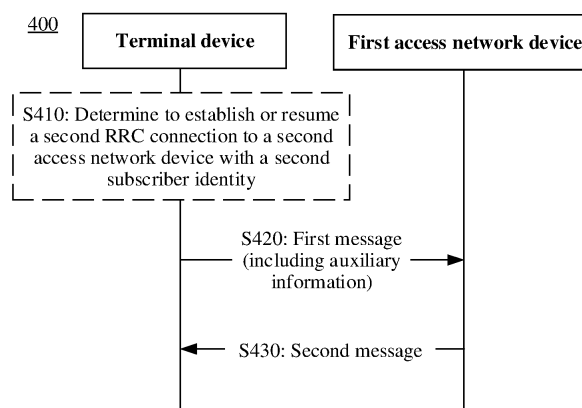 400
Terminal device
First access network device
S410: Determine to establish or resume
a second RRC connection to a second
access network device with a second
subscriber identity
S420: First message
(including auxiliary
information)
S430: Second message